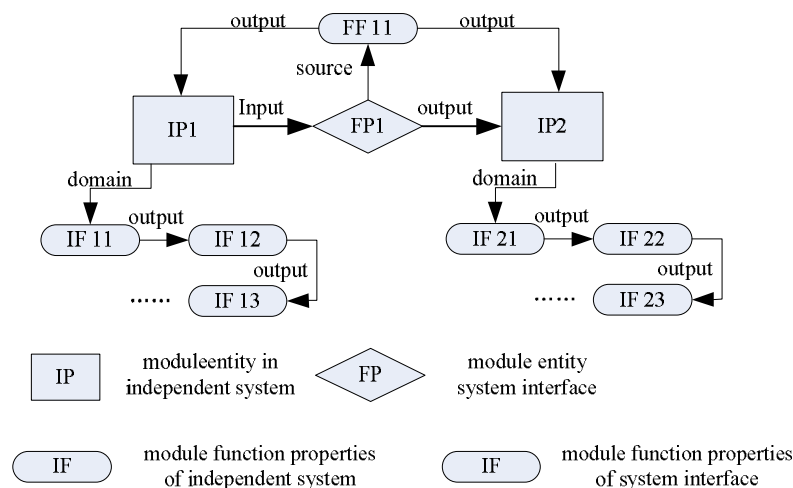 output
FF 11
output
source
IP1
Input
FP1
output
IP2
domain
domain
IF 11
output
IF 12
IF 21
output
IF 22
output
output
...... IF 13
...... IF 23
IP
moduleentity in
independent system
FP
module entity
system interface
IF
module function properties
of independent system
IF
module function properties
of system interface